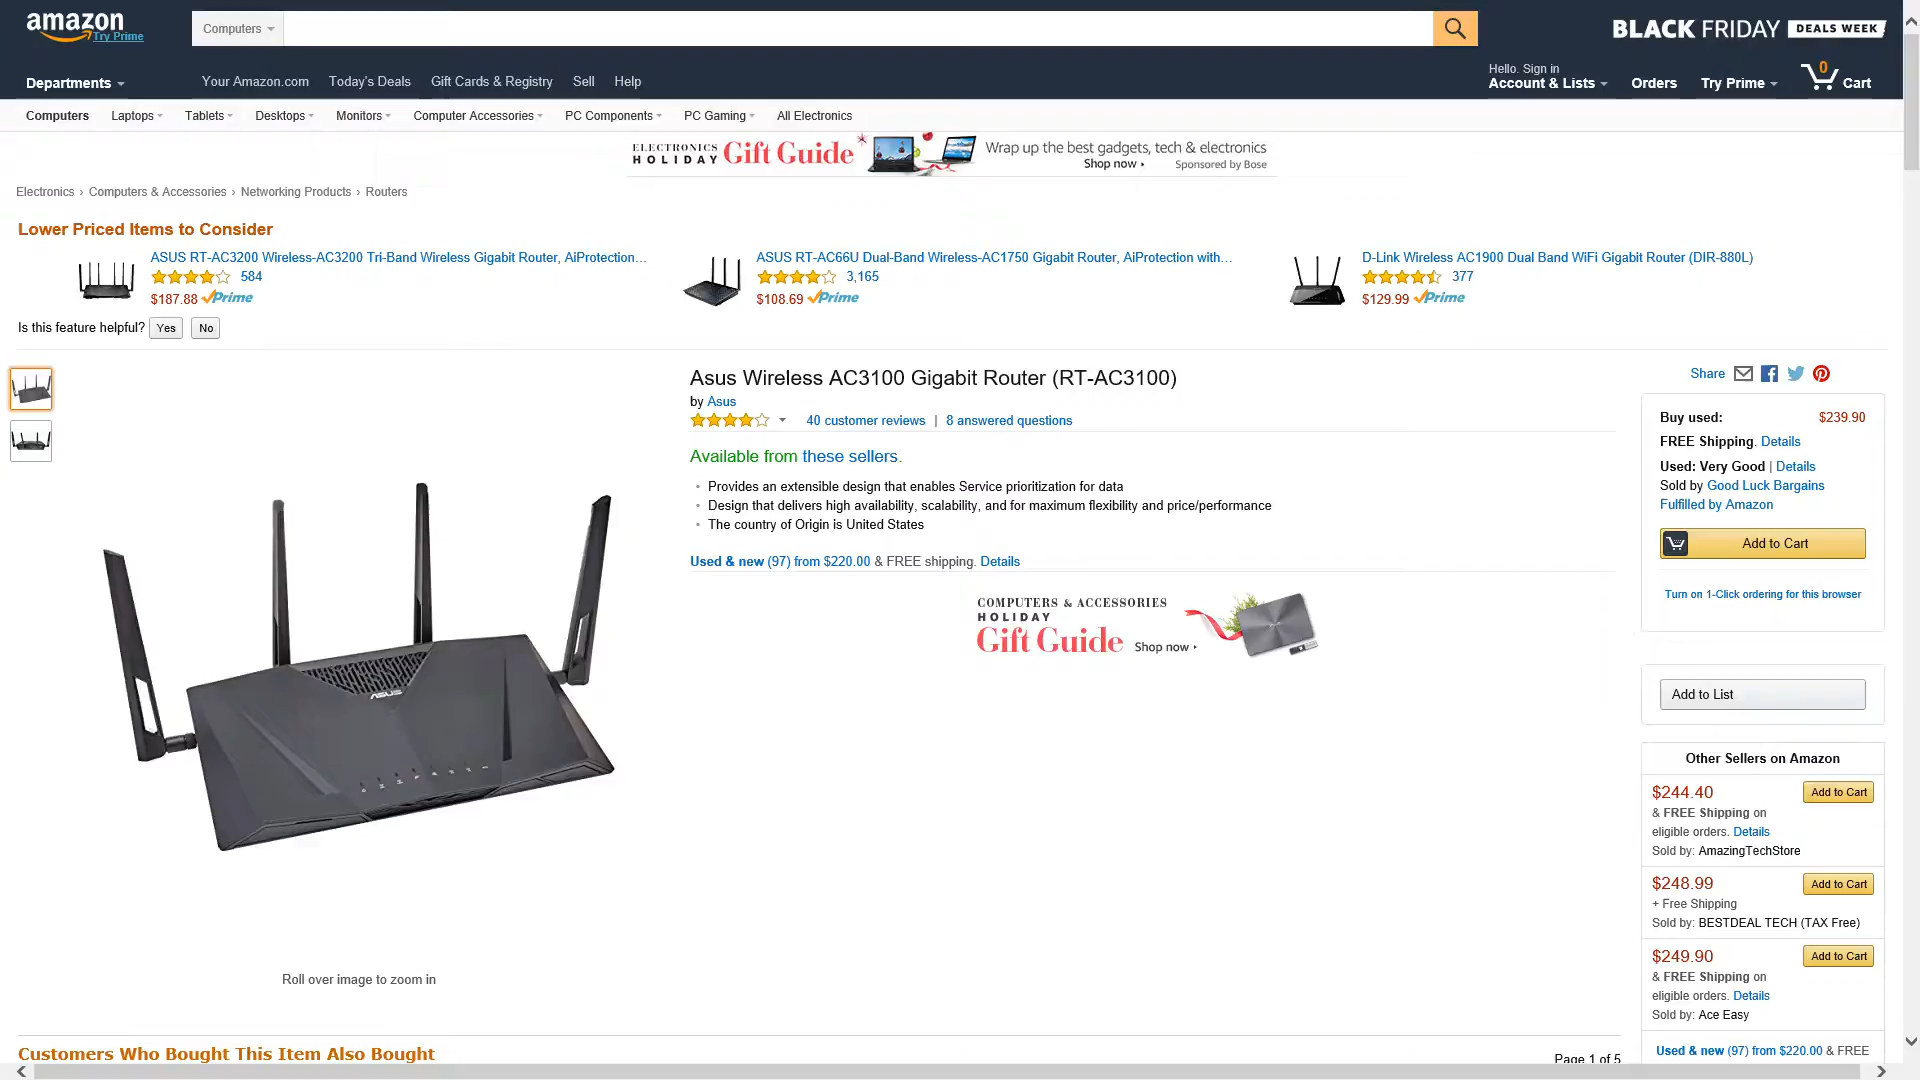 amazon
Try Prime
Computers
BLACK FRIDAY DEALS WEEK
Departments
Your Amazon.com
Today's Deals
Gift Cards & Registry
Sell
Help
Hello. Sign in
Account & Lists
Orders
Try Prime
0
Cart
Computers
Laptops
Tablets
Desktops
Monitors
Computer Accessories
PC Components
PC Gaming
All Electronics
ELECTRONICS
HOLIDAY
Gift Guide
Wrap up the best gadgets, tech & electronics
Shop now
Sponsored by Bose
Electronics › Computers & Accessories › Networking Products › Routers
Lower Priced Items to Consider
ASUS RT-AC3200 Wireless-AC3200 Tri-Band Wireless Gigabit Router, AiProtection...
584
$187.88 Prime
ASUS RT-AC66U Dual-Band Wireless-AC1750 Gigabit Router, AiProtection with...
3,165
$108.69 Prime
D-Link Wireless AC1900 Dual Band WiFi Gigabit Router (DIR-880L)
377
$129.99 Prime
Is this feature helpful? Yes No
Asus Wireless AC3100 Gigabit Router (RT-AC3100)
by Asus
40 customer reviews | 8 answered questions
Available from these sellers.
Provides an extensible design that enables Service prioritization for data
Design that delivers high availability, scalability, and for maximum flexibility and price/performance
The country of Origin is United States
Used & new (97) from $220.00 & FREE shipping. Details
COMPUTERS & ACCESSORIES
HOLIDAY
Gift Guide
Shop now
ASUS
Roll over image to zoom in
Share
Buy used: $239.90
FREE Shipping. Details
Used: Very Good | Details
Sold by Good Luck Bargains
Fulfilled by Amazon
Add to Cart
Turn on 1-Click ordering for this browser
Add to List
Other Sellers on Amazon
$244.40 Add to Cart
& FREE Shipping on
eligible orders. Details
Sold by: AmazingTechStore
$248.99 Add to Cart
+ Free Shipping
Sold by: BESTDEAL TECH (TAX Free)
$249.90 Add to Cart
& FREE Shipping on
eligible orders. Details
Sold by: Ace Easy
Used & new (97) from $220.00 & FREE
Customers Who Bought This Item Also Bought
Page 1 of 5